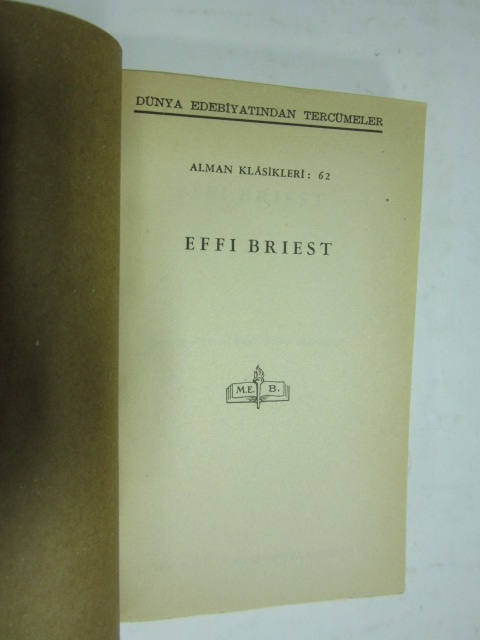 DÜNYA EDEBİYATINDAN TERCÜMELER
ALMAN KLÂSİKLERİ : 62
EFFI BRIEST
M.E. B.